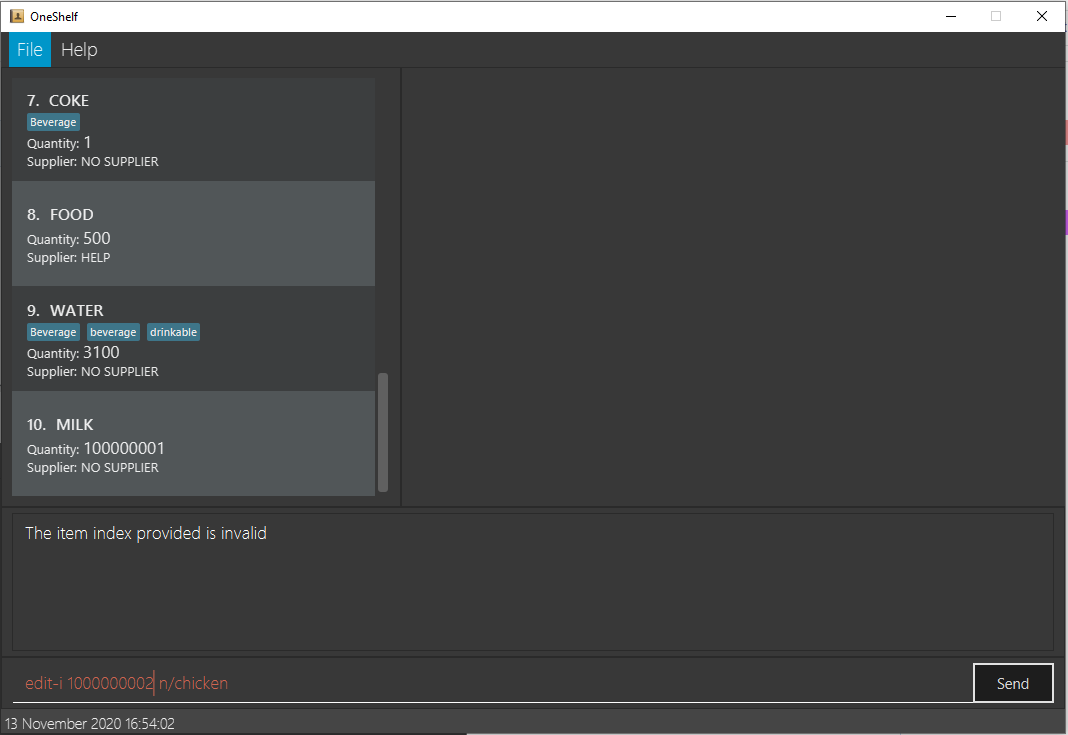 OneShelf
File Help
7. COKE
Beverage
Quantity: 1
Supplier: NO SUPPLIER
8. FOOD
Quantity: 500
Supplier: HELP
9. WATER
Beverage beverage drinkable
Quantity: 3100
Supplier: NO SUPPLIER
10. MILK
Quantity: 100000001
Supplier: NO SUPPLIER
The item index provided is invalid
edit-i 1000000002 n/chicken
Send
13 November 2020 16:54:02